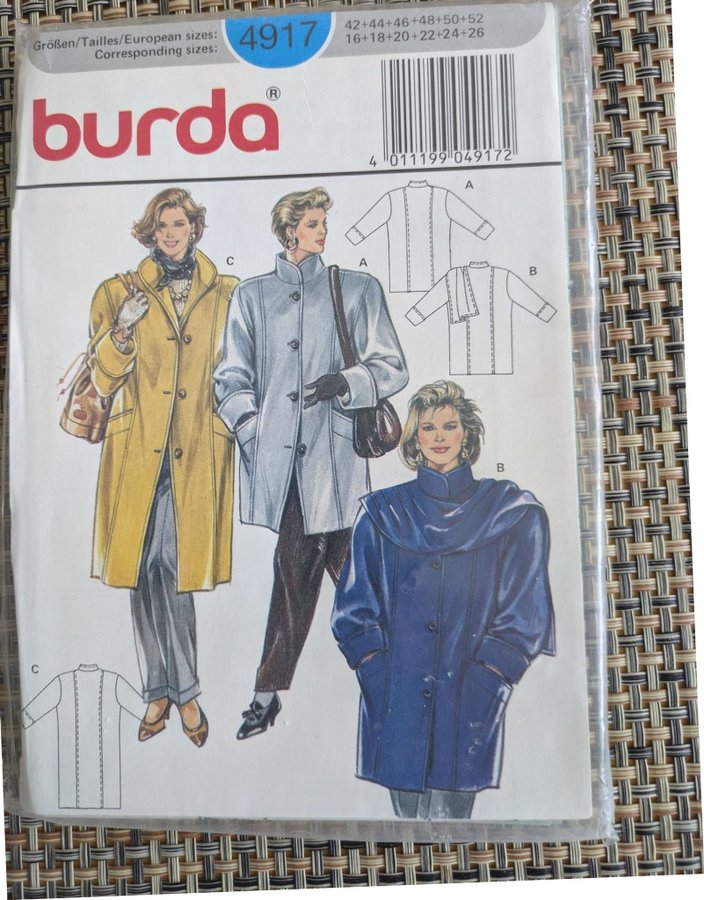 Größen/Tailles/European sizes:
Corresponding sizes:
4917
42+44+46+48+50+52
16+18+20+22+24+26
burda®
4 011199 049172
A
B
C
A
B
C